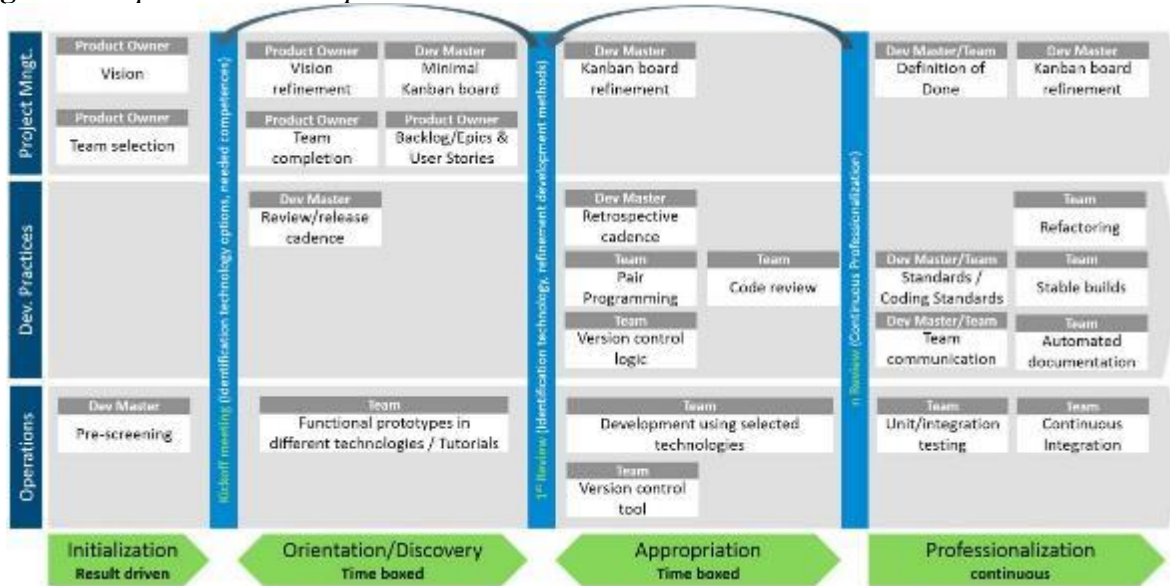 Project Mngt.
Product Owner
Vision
Product Owner
Team selection
Product Owner
Vision
refinement
Dev Master
Minimal
Kanban board
Product Owner
Team
completion
Product Owner
Backlog/Epics &
User Stories
Dev Master
Kanban board
refinement
Dev Master/Team
Definition of
Done
Dev Master
Kanban board
refinement
Dev. Practices
Dev Master
Review/release
cadence
Dev Master
Retrospective
cadence
Team
Pair
Programming
Team
Code review
Team
Version control
logic
Team
Refactoring
Dev Master/Team
Standards /
Coding Standards
Team
Stable builds
Dev Master/Team
Team
communication
Team
Automated
documentation
Operations
Dev Master
Pre-screening
Team
Functional prototypes in
different technologies / Tutorials
Team
Development using selected
technologies
Team
Version control
tool
Team
Unit/integration
testing
Team
Continuous
Integration
Kickoff meeting (Identification technology options, needed competences)
1st Review (Identification technology, refinement development methods)
n Review (Continuous Professionalization)
Initialization
Result driven
Orientation/Discovery
Time boxed
Appropriation
Time boxed
Professionalization
continuous